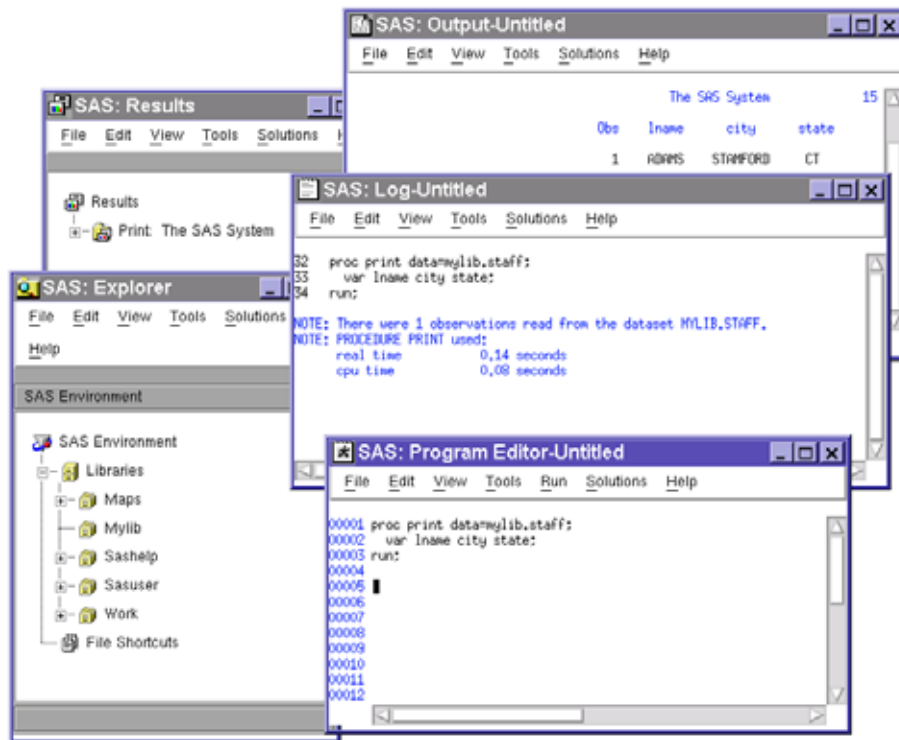 SAS: Output-Untitled
File Edit View Tools Solutions Help
The SAS System 15
Obs lname city state
1 ADAMS STAMFORD CT
SAS: Results
File Edit View Tools Solutions
Results
Print: The SAS System
SAS: Log-Untitled
File Edit View Tools Solutions Help
32 proc print data=mylib.staff;
33 var lname city state;
34 run;
NOTE: There were 1 observations read from the dataset MYLIB.STAFF.
NOTE: PROCEDURE PRINT used:
real time 0.14 seconds
cpu time 0.08 seconds
SAS: Explorer
File Edit View Tools Solutions
Help
SAS Environment
SAS Environment
Libraries
Maps
Mylib
Sashelp
Sasuser
Work
File Shortcuts
SAS: Program Editor-Untitled
File Edit View Tools Run Solutions Help
00001 proc print data=mylib.staff;
00002 var lname city state;
00003 run;
00004
00005
00006
00007
00008
00009
00010
00011
00012